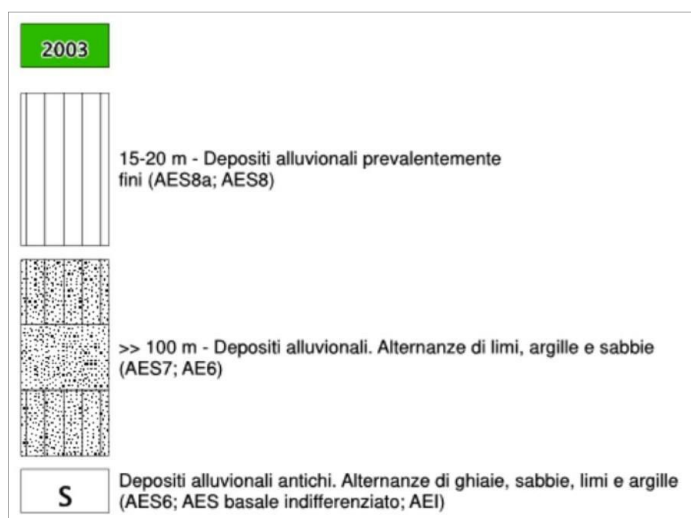 2003
15-20 m - Depositi alluvionali prevalentemente
fini (AES8a; AES8)
>> 100 m - Depositi alluvionali. Alternanze di limi, argille e sabbie
(AES7; AE6)
S
Depositi alluvionali antichi. Alternanze di ghiaie, sabbie, limi e argille
(AES6; AES basale indifferenziato; AEI)